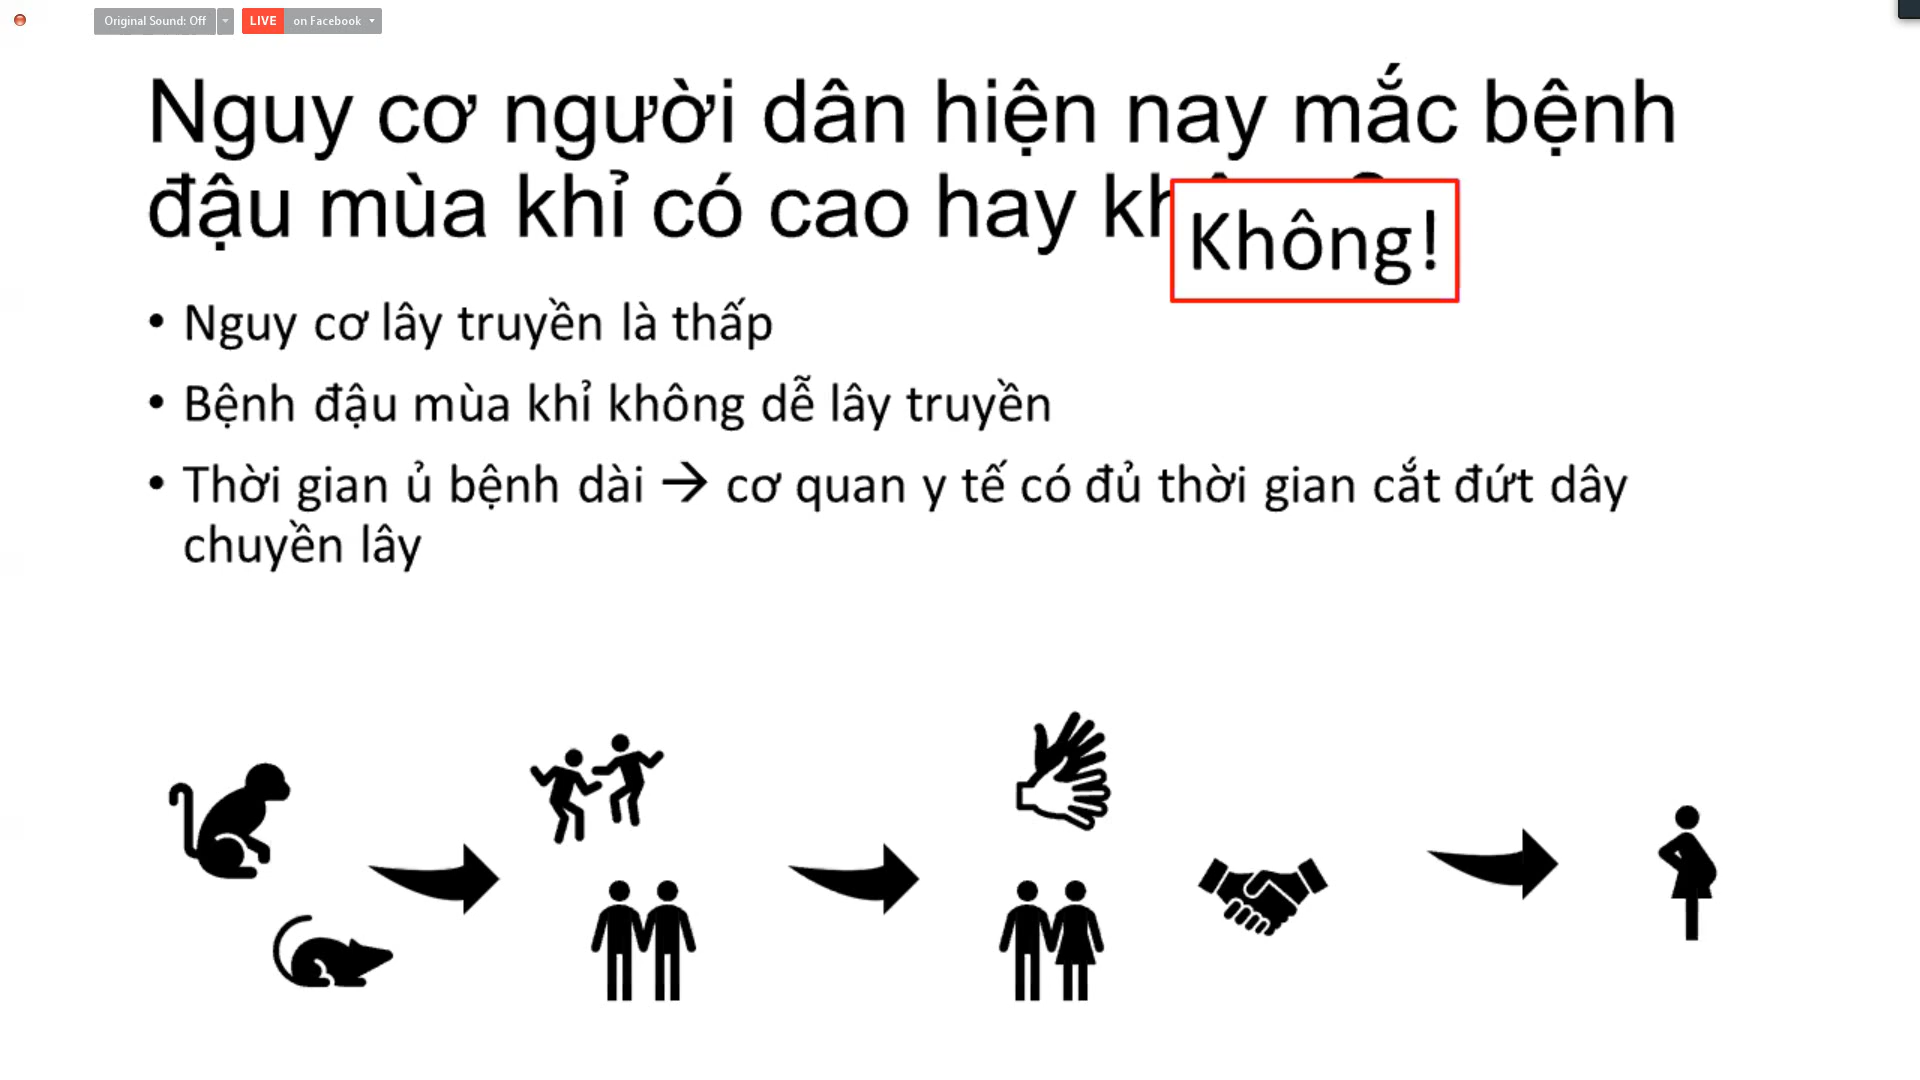 Original Sound: Off
LIVE on Facebook
Nguy cơ người dân hiện nay mắc bệnh
đậu mùa khỉ có cao hay
Không!
• Nguy cơ lây truyền là thấp
• Bệnh đậu mùa khỉ không dễ lây truyền
• Thời gian ủ bệnh dài → cơ quan y tế có đủ thời gian cắt đứt dây
chuyền lây